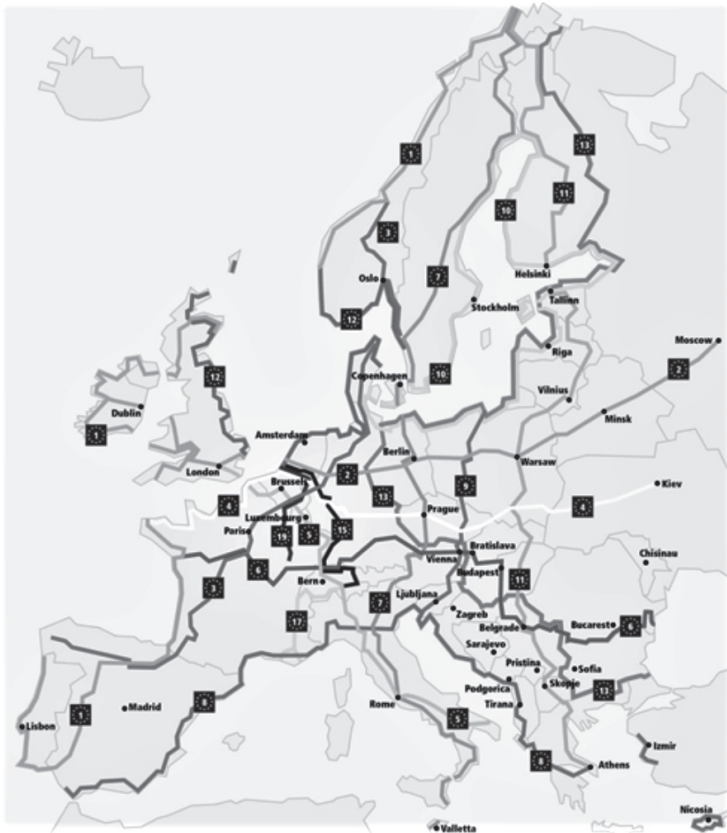 1
13
11
10
3
7
Oslo
Helsinki
Tallinn
12
Stockholm
Riga
Moscow
2
12
10
Copenhagen
Vilnius
Minsk
Dublin
1
Amsterdam
Berlin
Warsaw
London
2
Brussels
9
Kiev
13
4
4
Luxembourg
Prague
Paris
19
5
15
Bratislava
Chisinau
Vienna
6
Budapest
11
Bern
3
7
Ljubljana
Zagreb
17
Belgrade
Bucarest
6
Sarajevo
Pristina
Sofia
Skopje
Podgorica
13
Madrid
8
Rome
Tirana
Lisbon
1
5
Izmir
8
Athens
Nicosia
Valletta